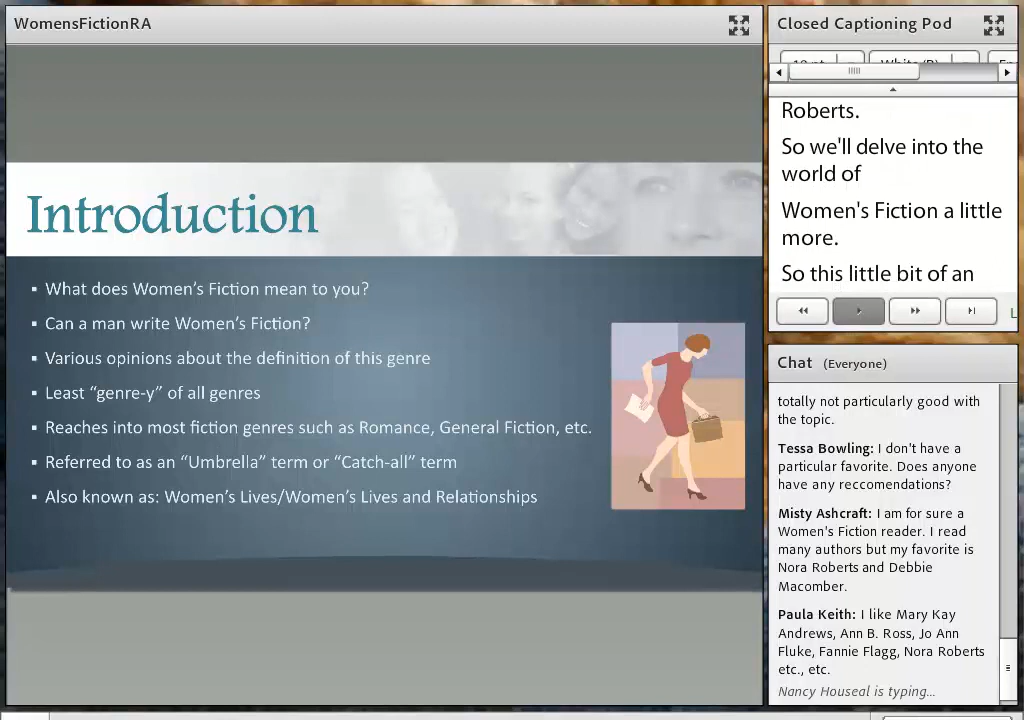 WomensFictionRA
Introduction
▪ What does Women's Fiction mean to you?
▪ Can a man write Women's Fiction?
▪ Various opinions about the definition of this genre
▪ Least “genre-y” of all genres
▪ Reaches into most fiction genres such as Romance, General Fiction, etc.
▪ Referred to as an “Umbrella” term or “Catch-all” term
▪ Also known as: Women's Lives/Women's Lives and Relationships
Closed Captioning Pod
Roberts.
So we'll delve into the
world of
Women's Fiction a little
more.
So this little bit of an
Chat (Everyone)
totally not particularly good with
the topic.
Tessa Bowling: I don't have a
particular favorite. Does anyone
have any reccomendations?
Misty Ashcraft: I am for sure a
Women's Fiction reader. I read
many authors but my favorite is
Nora Roberts and Debbie
Macomber.
Paula Keith: I like Mary Kay
Andrews, Ann B. Ross, Jo Ann
Fluke, Fannie Flagg, Nora Roberts
etc., etc.
Nancy Houseal is typing...